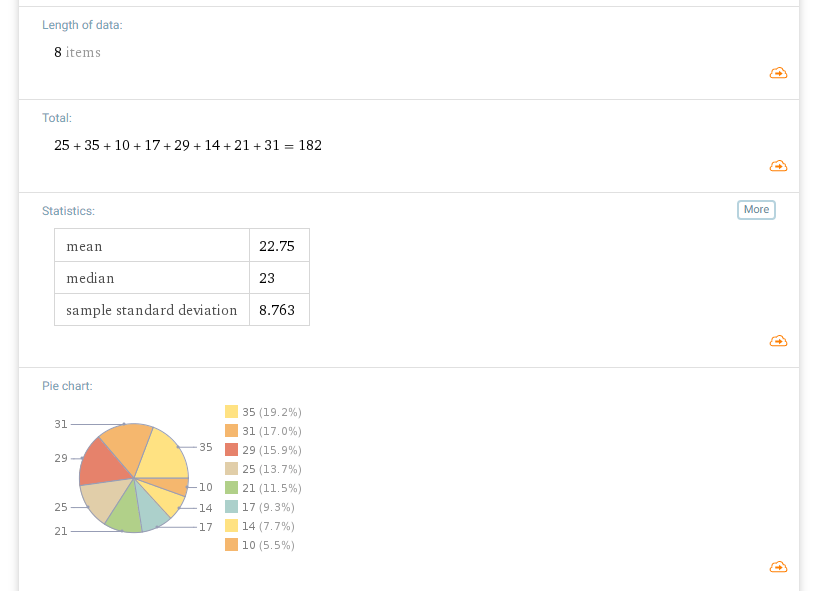 Length of data:
8 items
Total:
25 + 35 + 10 + 17 + 29 + 14 + 21 + 31 = 182
Statistics:
More
mean 22.75
median 23
sample standard deviation 8.763
Pie chart:
31
29
25
21
35
10
14
17
35 (19.2%)
31 (17.0%)
29 (15.9%)
25 (13.7%)
21 (11.5%)
17 (9.3%)
14 (7.7%)
10 (5.5%)